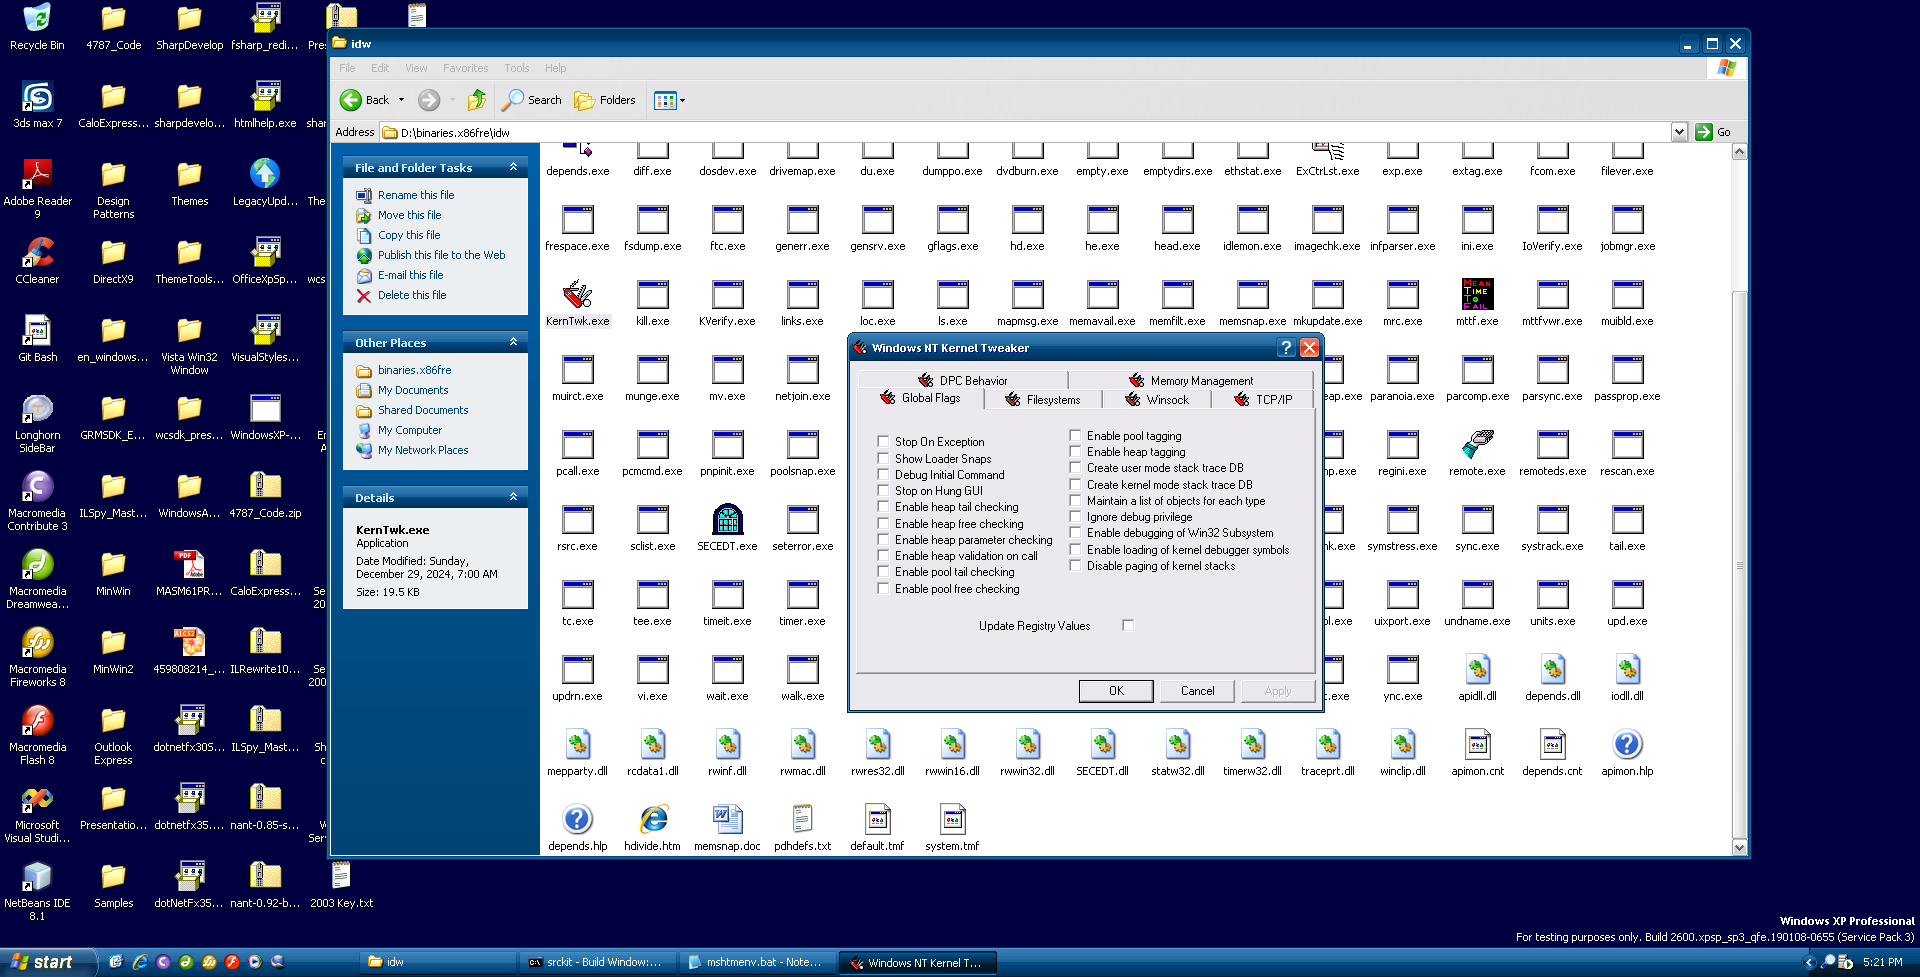 Recycle Bin
4787_Code
SharpDevelop
fsharp_redi...
3ds max 7
CaloExpress...
sharpdevelo...
htmlhelp.exe
Adobe Reader 9
Design Patterns
Themes
LegacyUpd...
CCleaner
DirectX9
ThemeTools...
OfficeXpSp...
Git Bash
en_windows...
Vista Win32 Window
VisualStyles...
Longhorn SideBar
GRMSDK_E...
wcsdk_pres...
WindowsXP-...
Macromedia Contribute 3
ILSpy_Mast...
WindowsA...
4787_Code.zip
Macromedia Dreamwea...
MinWin
MASM61PR...
CaloExpress...
Macromedia Fireworks 8
MinWin2
459808214_...
ILRewrite10...
Macromedia Flash 8
Outlook Express
dotnetfx30S...
ILSpy_Mast...
Microsoft Visual Studi...
Presentatio...
dotnetfx35....
nant-0.85-s...
NetBeans IDE 8.1
Samples
dotNetFx35...
nant-0.92-b...
2003 Key.txt
idw
File Edit View Favorites Tools Help
Back Search Folders
Address D:\binaries.x86fre\idw Go
File and Folder Tasks
Rename this file
Move this file
Copy this file
Publish this file to the Web
E-mail this file
Delete this file
Other Places
binaries.x86fre
My Documents
Shared Documents
My Computer
My Network Places
Details
KernTwk.exe
Application
Date Modified: Sunday,
December 29, 2024, 7:00 AM
Size: 19.5 KB
depends.exe diff.exe dosdev.exe drivemap.exe du.exe dumppo.exe dvdburn.exe empty.exe emptydirs.exe ethstat.exe ExCtrLst.exe exp.exe extag.exe fcom.exe filever.exe
frespace.exe fsdump.exe ftc.exe generr.exe gensrv.exe gflags.exe hd.exe he.exe head.exe idlemon.exe imagechk.exe infparser.exe ini.exe IoVerify.exe jobmgr.exe
KernTwk.exe kill.exe KVerify.exe links.exe loc.exe ls.exe mapmsg.exe memavail.exe memfilt.exe memsnap.exe mkupdate.exe mrc.exe mttf.exe mttfvwr.exe muibld.exe
muirct.exe munge.exe mv.exe netjoin.exe eap.exe paranoia.exe parcomp.exe parsync.exe passprop.exe
pcall.exe pcmcmd.exe pnpinit.exe poolsnap.exe regini.exe remote.exe remoteds.exe rescan.exe
rsrc.exe sclist.exe SECEDT.exe seterror.exe symstress.exe sync.exe systrack.exe tail.exe
tc.exe tee.exe timeit.exe timer.exe uixport.exe undname.exe units.exe upd.exe
updrn.exe vi.exe wait.exe walk.exe ync.exe apidll.dll depends.dll iodll.dll
mepparty.dll rcdata1.dll rwinf.dll rwmac.dll rwres32.dll rwwin16.dll rwwin32.dll SECEDT.dll statw32.dll timerw32.dll traceprt.dll winclip.dll apimon.cnt depends.cnt apimon.hlp
depends.hlp hdivide.htm memsnap.doc pdhdefs.txt default.tmf system.tmf
Windows NT Kernel Tweaker
DPC Behavior Memory Management
Global Flags Filesystems Winsock TCP/IP
Stop On Exception
Show Loader Snaps
Debug Initial Command
Stop on Hung GUI
Enable heap tail checking
Enable heap free checking
Enable heap parameter checking
Enable heap validation on call
Enable pool tail checking
Enable pool free checking
Enable pool tagging
Enable heap tagging
Create user mode stack trace DB
Create kernel mode stack trace DB
Maintain a list of objects for each type
Ignore debug privilege
Enable debugging of Win32 Subsystem
Enable loading of kernel debugger symbols
Disable paging of kernel stacks
Update Registry Values
OK Cancel Apply
Windows XP Professional
For testing purposes only. Build 2600.xpsp_sp3_qfe.190108-0655 (Service Pack 3)
start idw srckit - Build Window:... mshtmenv.bat - Note... Windows NT Kernel T... 5:21 PM